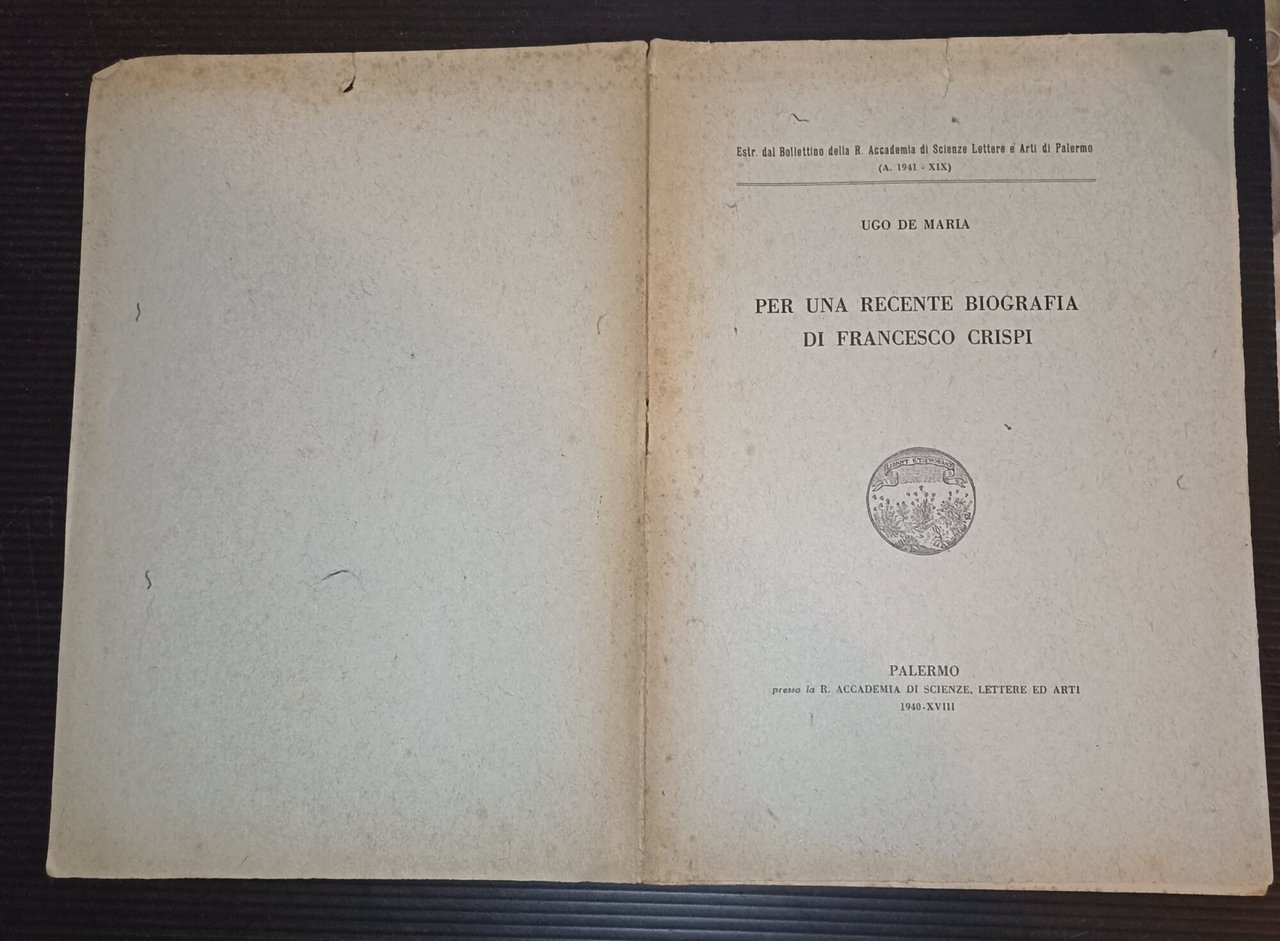 Estr. dal Bollettino della R. Accademia di Scienze Lettere e Arti di Palermo
(A. 1941 - XIX)
UGO DE MARIA
PER UNA RECENTE BIOGRAFIA
DI FRANCESCO CRISPI
PALERMO
presso la R. ACCADEMIA DI SCIENZE, LETTERE ED ARTI
1940-XVIII